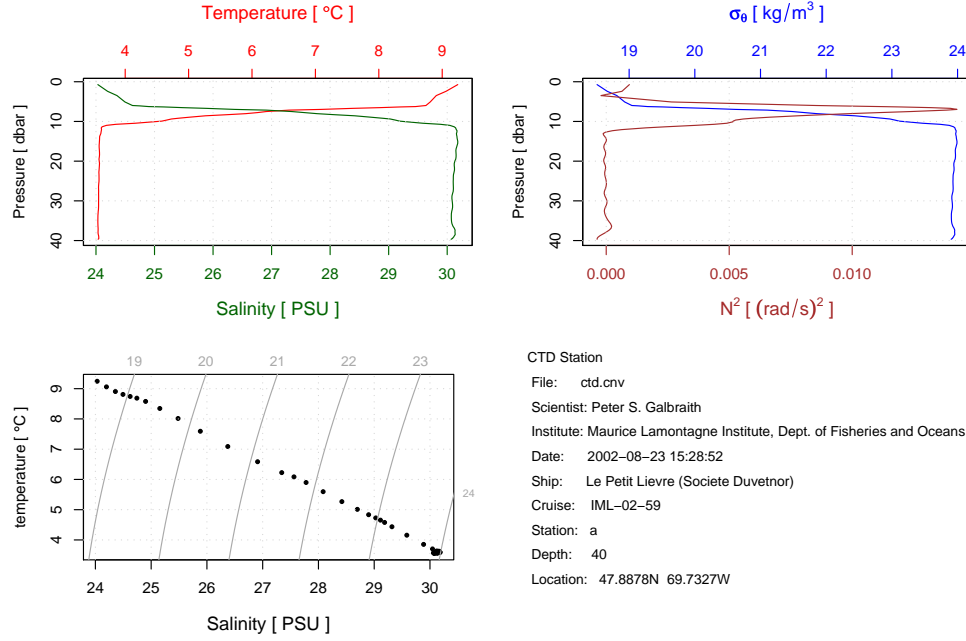 Temperature [ °C ]
4 5 6 7 8 9
0
10
20
30
40
Pressure [ dbar ]
24 25 26 27 28 29 30
Salinity [ PSU ]
σθ [ kg/m³ ]
19 20 21 22 23 24
0
10
20
30
40
Pressure [ dbar ]
0.000 0.005 0.010
N² [ (rad/s)² ]
19 20 21 22 23
24
9
8
7
6
5
4
temperature [ °C ]
24 25 26 27 28 29 30
Salinity [ PSU ]
CTD Station
File: ctd.cnv
Scientist: Peter S. Galbraith
Institute: Maurice Lamontagne Institute, Dept. of Fisheries and Oceans
Date: 2002−08−23 15:28:52
Ship: Le Petit Lievre (Societe Duvetnor)
Cruise: IML−02−59
Station: a
Depth: 40
Location: 47.8878N 69.7327W